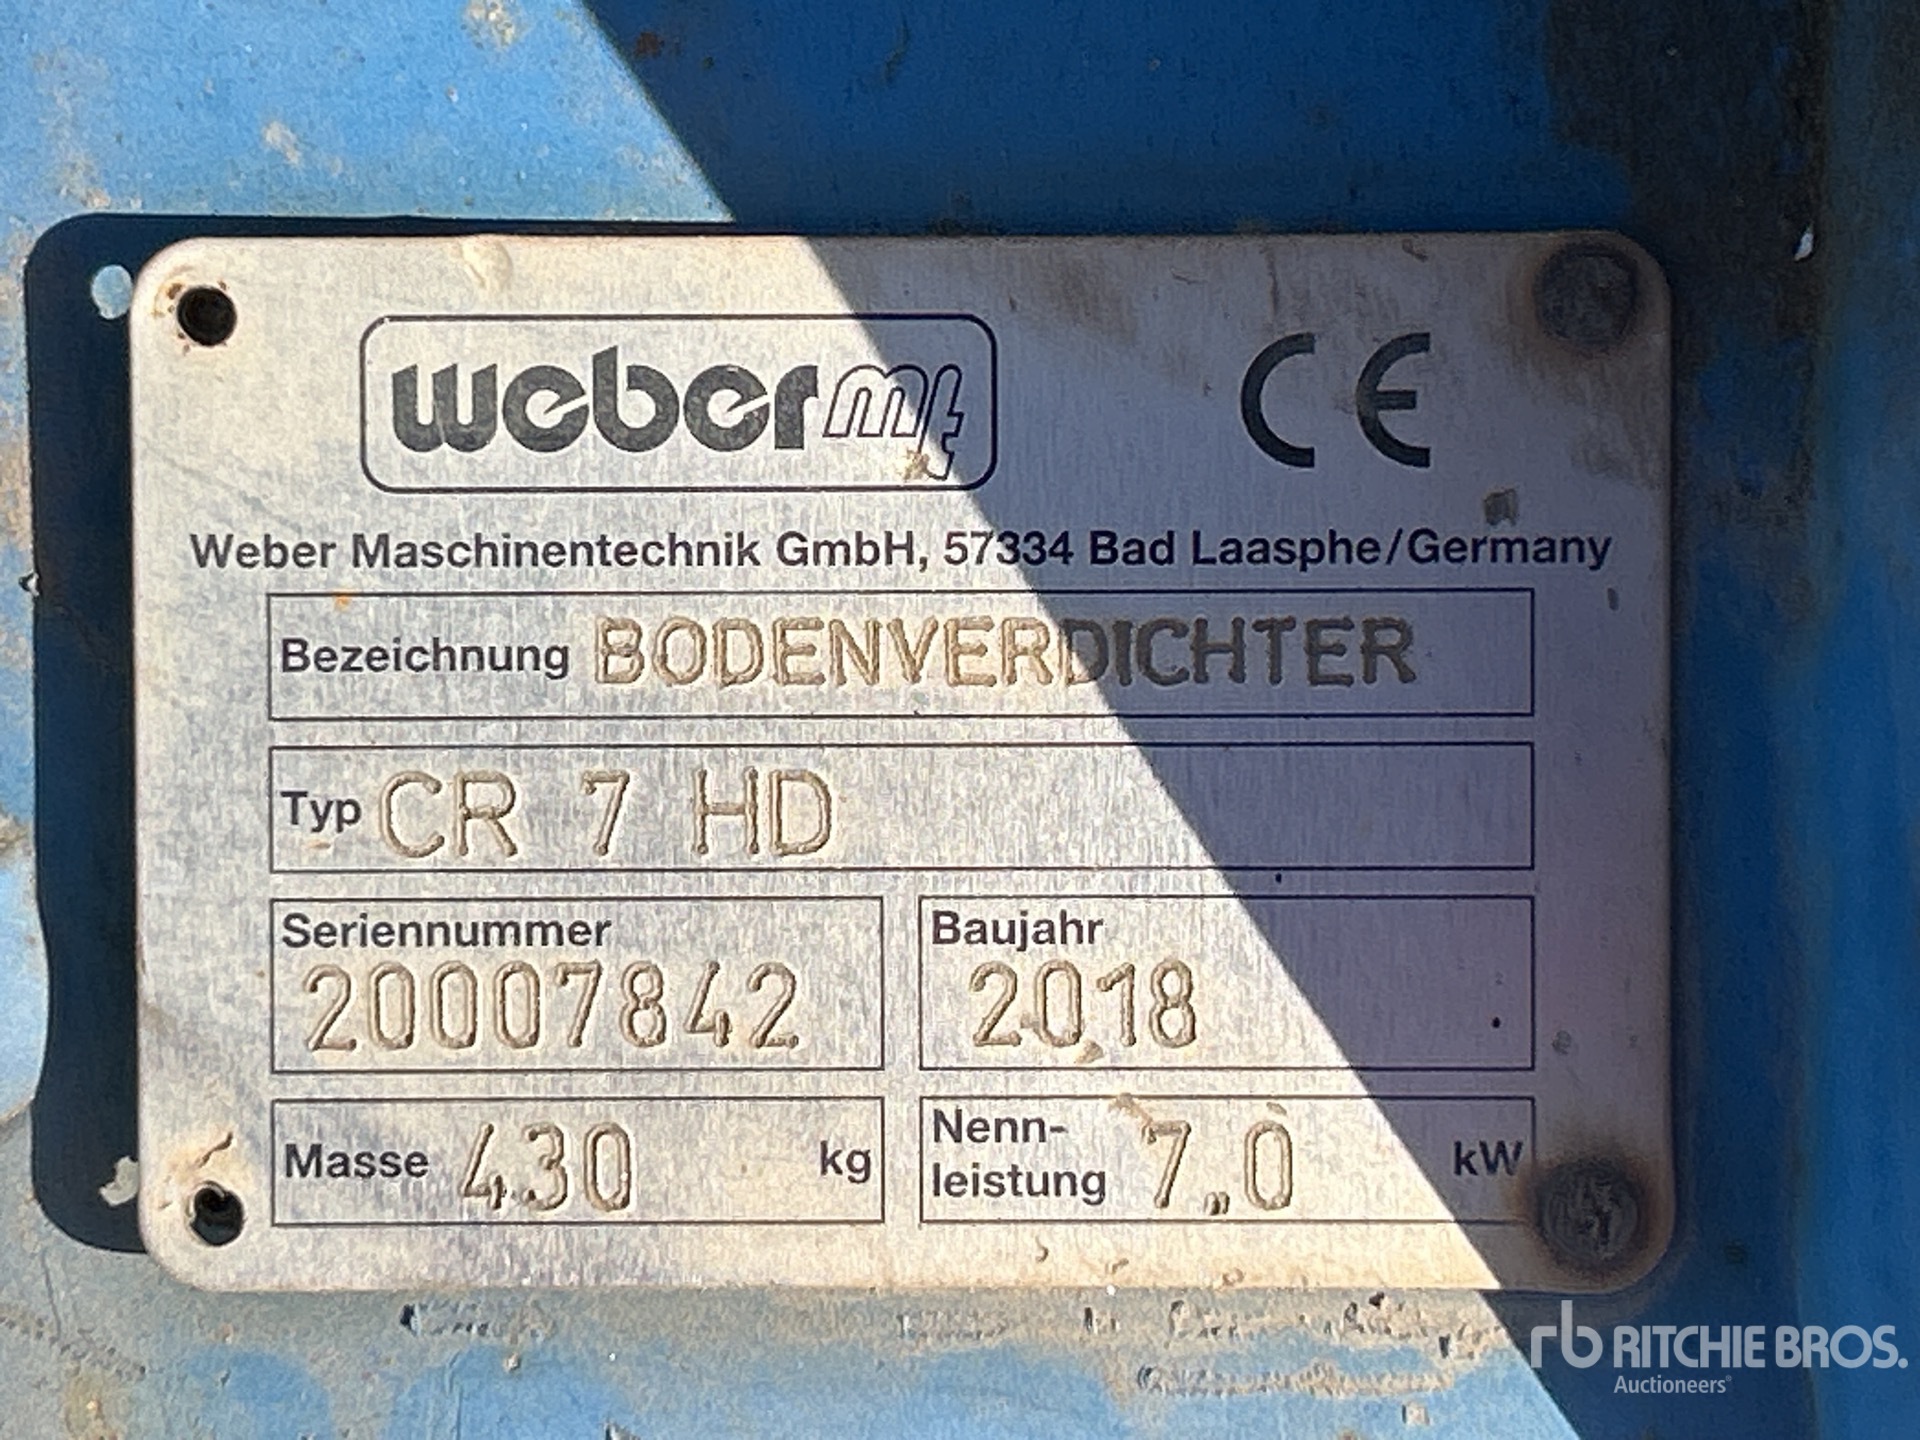 weber mt
CE
Weber Maschinentechnik GmbH, 57334 Bad Laasphe/Germany
Bezeichnung BODENVERDICHTER
Typ CR 7 HD
Seriennummer
20007842
Baujahr
2018
Masse 430 kg
Nenn-
leistung 7,0 kW
rb RITCHIE BROS.
Auctioneers